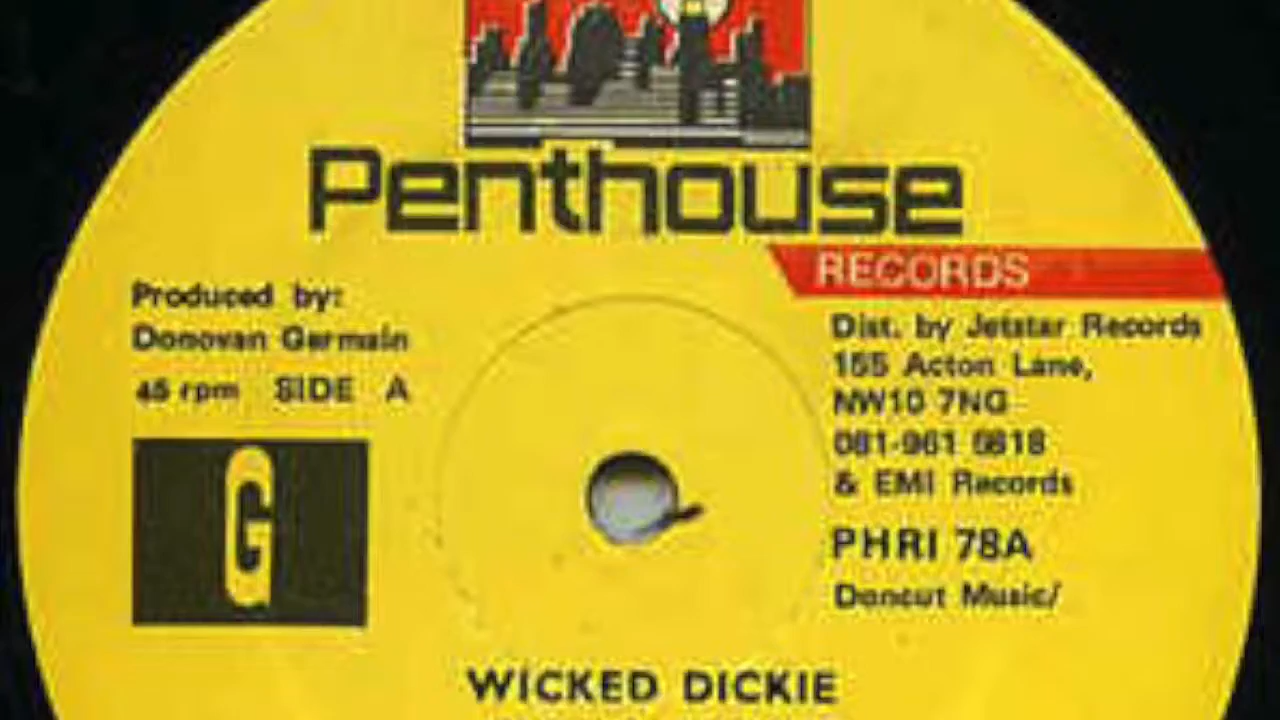 Penthouse
RECORDS
Produced by:
Donovan Germain
45 rpm SIDE A
G
Dist. by Jetstar Records
155 Acton Lane,
NW10 7NG
081-961 5818
& EMI Records
PHRI 78A
Doncut Music/
WICKED DICKIE